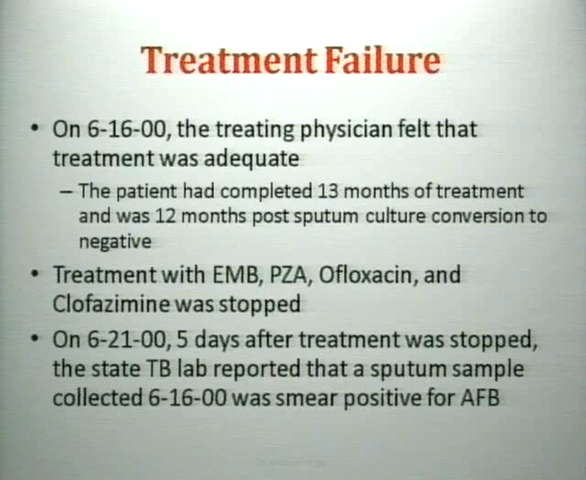 Treatment Failure
• On 6-16-00, the treating physician felt that
treatment was adequate
– The patient had completed 13 months of treatment
and was 12 months post sputum culture conversion to
negative
• Treatment with EMB, PZA, Ofloxacin, and
Clofazimine was stopped
• On 6-21-00, 5 days after treatment was stopped,
the state TB lab reported that a sputum sample
collected 6-16-00 was smear positive for AFB